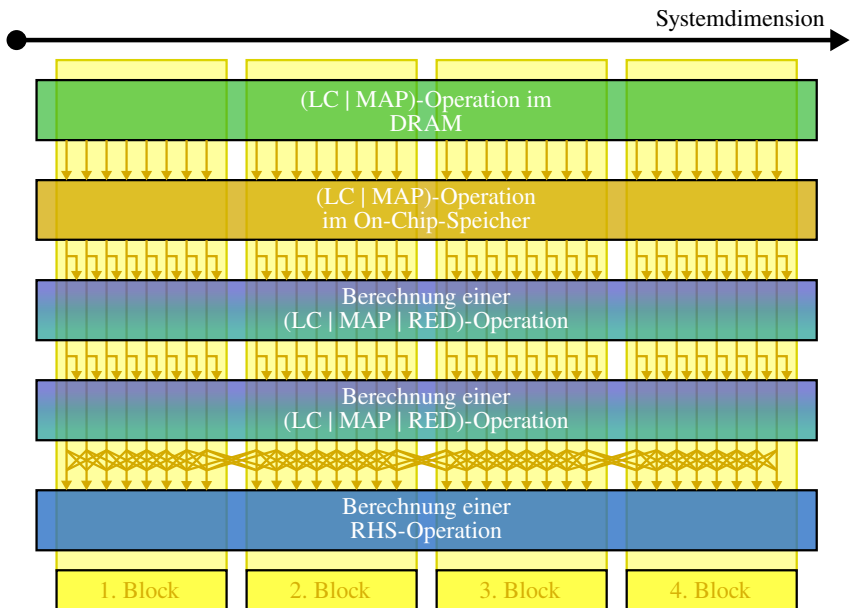 Systemdimension
(LC | MAP)-Operation im
DRAM
(LC | MAP)-Operation
im On-Chip-Speicher
Berechnung einer
(LC | MAP | RED)-Operation
Berechnung einer
(LC | MAP | RED)-Operation
Berechnung einer
RHS-Operation
1. Block
2. Block
3. Block
4. Block